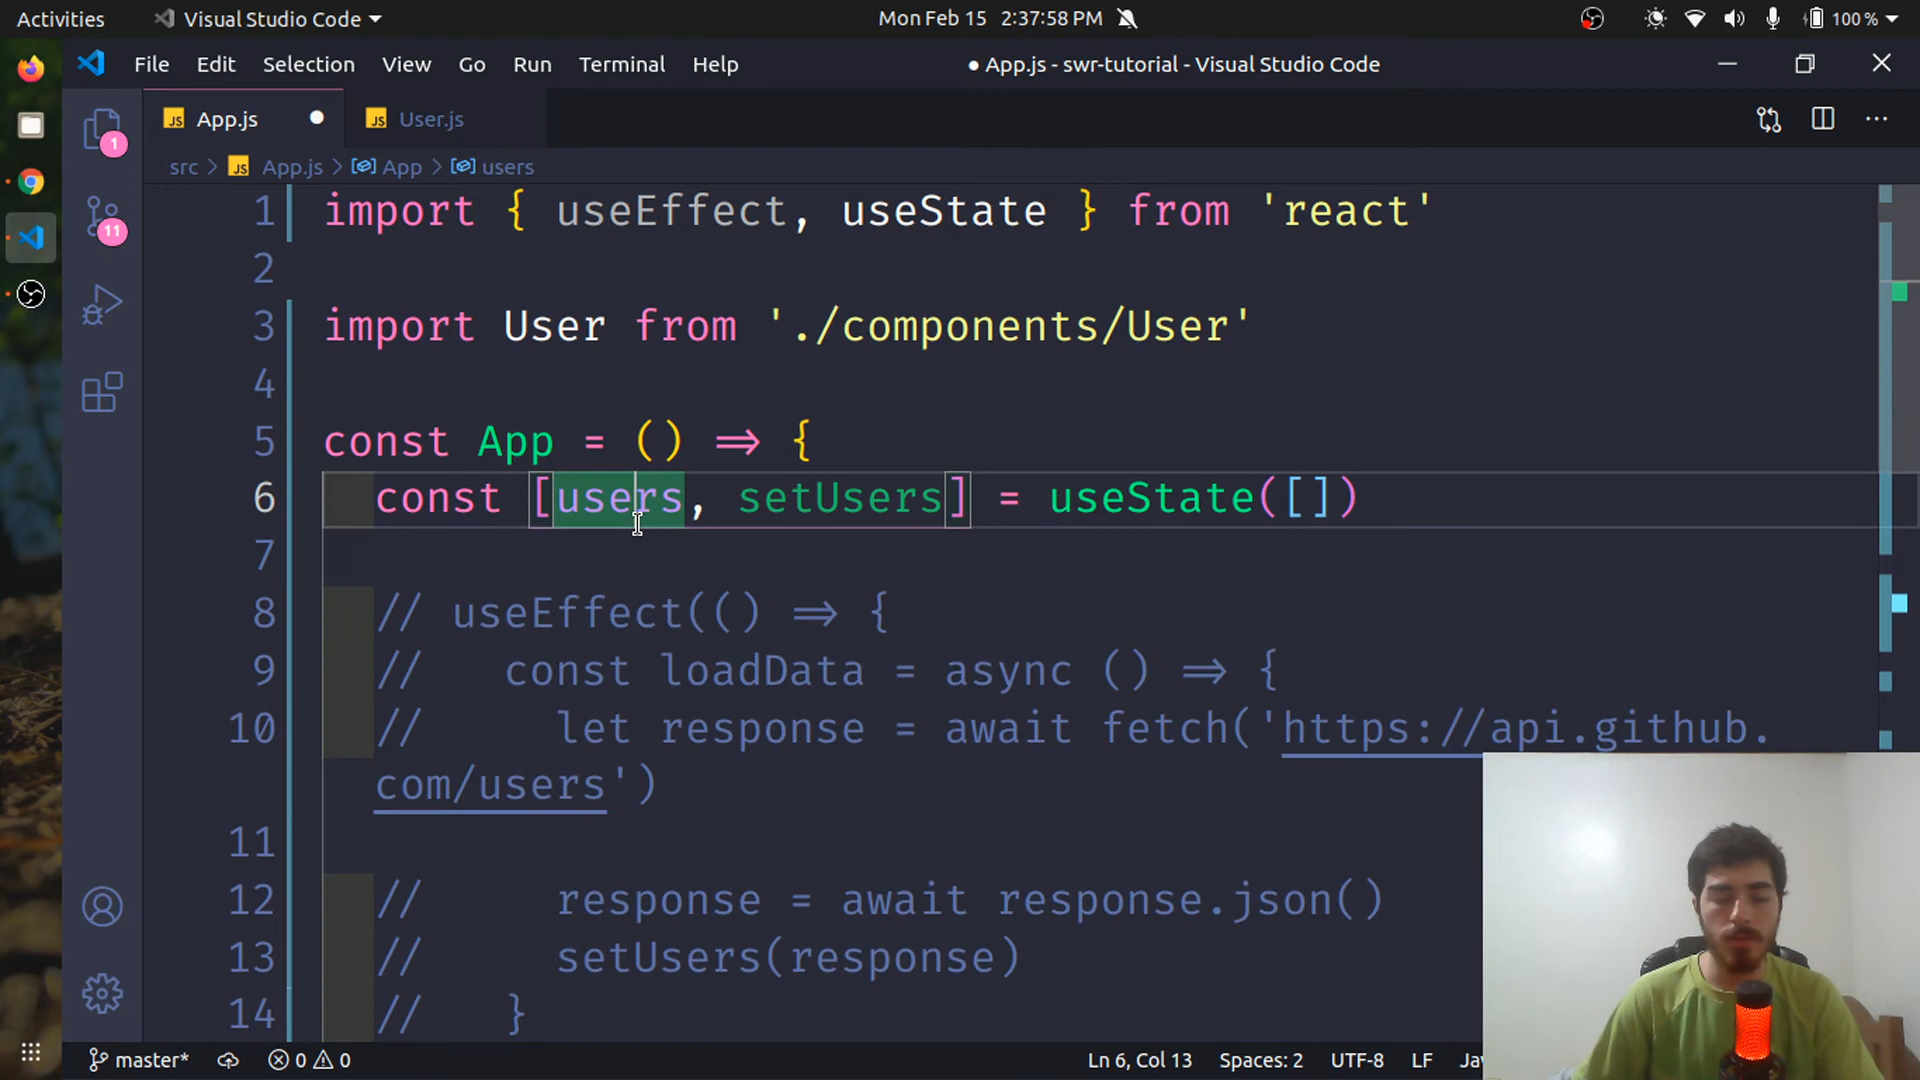 Activities
Visual Studio Code
Mon Feb 15 2:37:58 PM
100 %
File Edit Selection View Go Run Terminal Help
● App.js - swr-tutorial - Visual Studio Code
1
11
JS App.js
JS User.js
src > JS App.js > App > users
1 import { useEffect, useState } from 'react'
2
3 import User from './components/User'
4
5 const App = () => {
6 const [users, setUsers] = useState([])
7
8 // useEffect(() => {
9 // const loadData = async () => {
10 // let response = await fetch('https://api.github.
com/users')
11
12 // response = await response.json()
13 // setUsers(response)
14 // }
master* 0 0
Ln 6, Col 13 Spaces: 2 UTF-8 LF